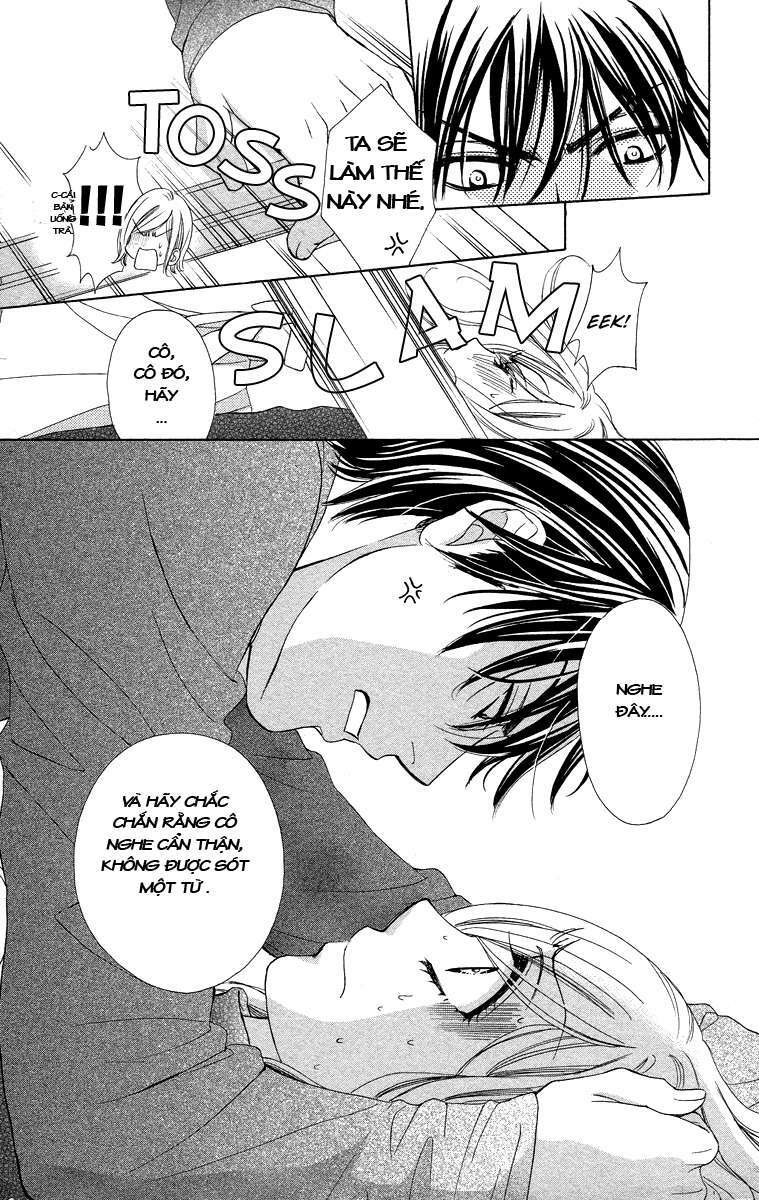 TA SẼ
LÀM THẾ
NÀY NHÉ.
TOSS
C-CÁI
BÀN
UỐNG
TRÀ.
!!!
EEK!
SLAM
CÔ,
CÔ ĐÓ,
HÃY
...
NGHE
ĐÂY....
VÀ HÃY CHẮC
CHẮN RẰNG CÔ
NGHE CẨN THẬN,
KHÔNG ĐƯỢC SÓT
MỘT TỪ .